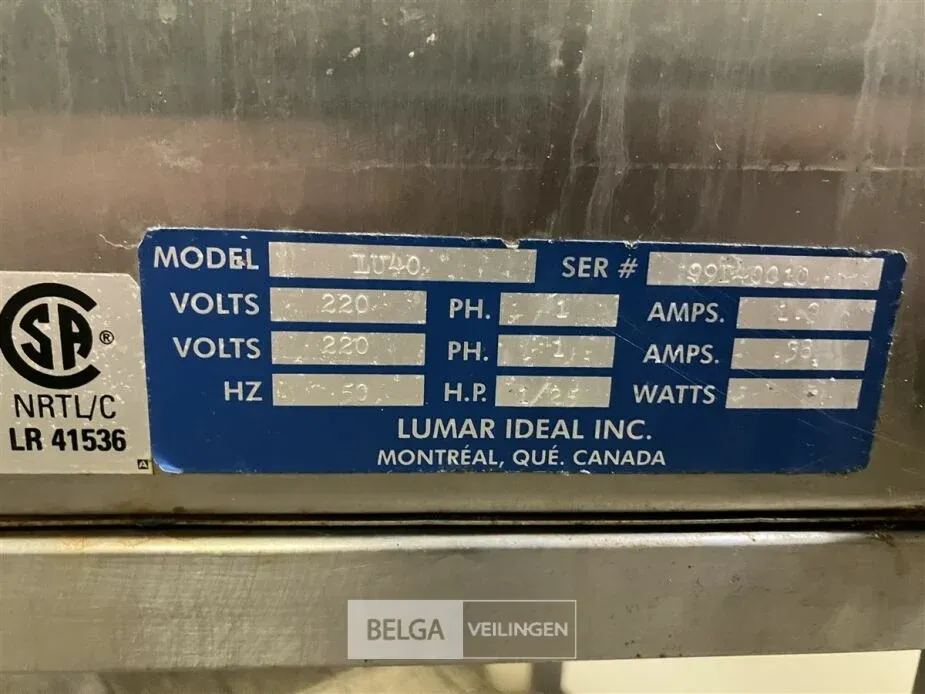 MODEL LU40 SER #
VOLTS 220 PH. 1 AMPS.
VOLTS 220 PH. 1 AMPS.
HZ 50 H.P. WATTS
LUMAR IDEAL INC.
MONTRÉAL, QUÉ. CANADA
SA ®
NRTL/C
LR 41536
BELGA VEILINGEN